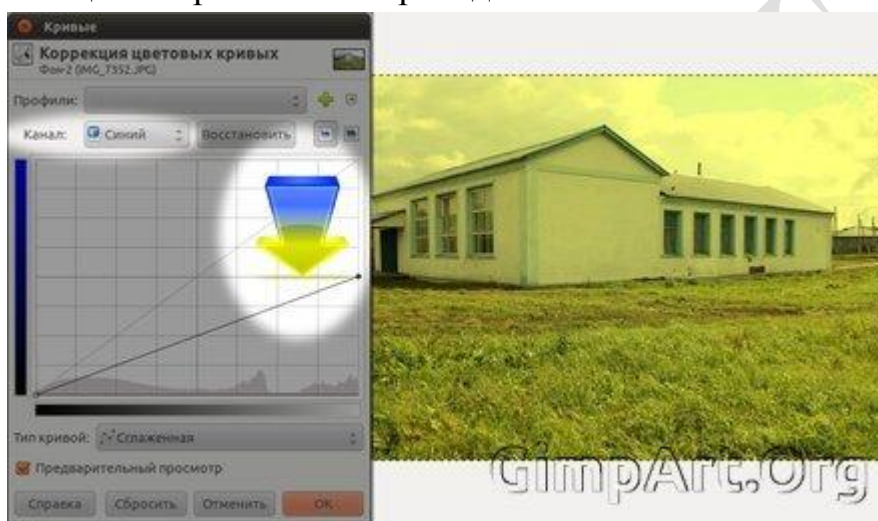 Кривые
Коррекция цветовых кривых
Фон-2 (IMG_7352.JPG)
Профили:
Канал: Синий Восстановить
Тип кривой: Сглаженная
Предварительный просмотр
Справка Сбросить Отменить OK
GimpArt.Org